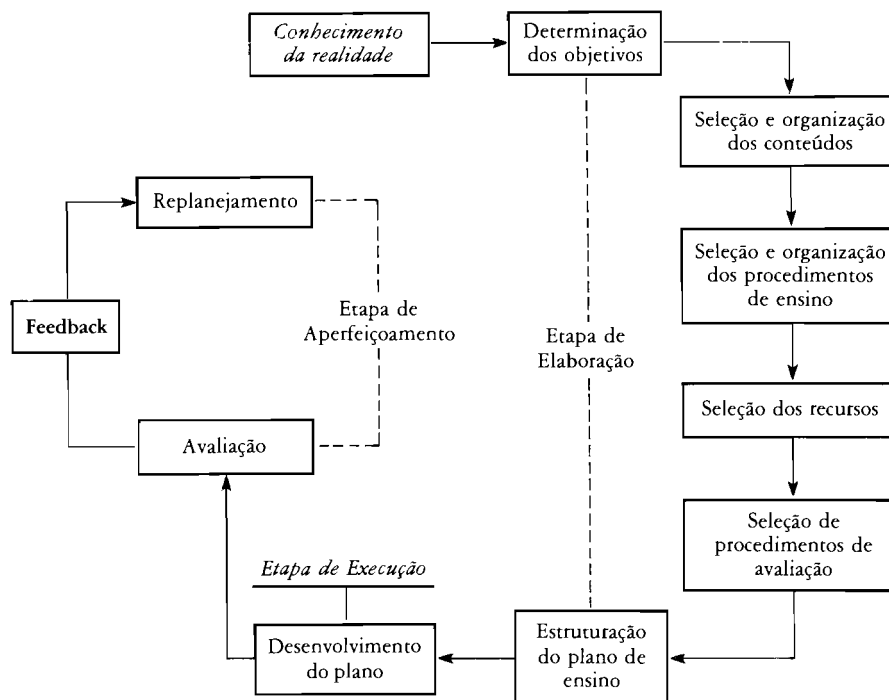 Conhecimento
da realidade
Determinação
dos objetivos
Seleção e organização
dos conteúdos
Seleção e organização
dos procedimentos
de ensino
Seleção dos recursos
Seleção de
procedimentos de
avaliação
Estruturação
do plano de
ensino
Etapa de
Elaboração
Etapa de Execução
Desenvolvimento
do plano
Avaliação
Feedback
Replanejamento
Etapa de
Aperfeiçoamento